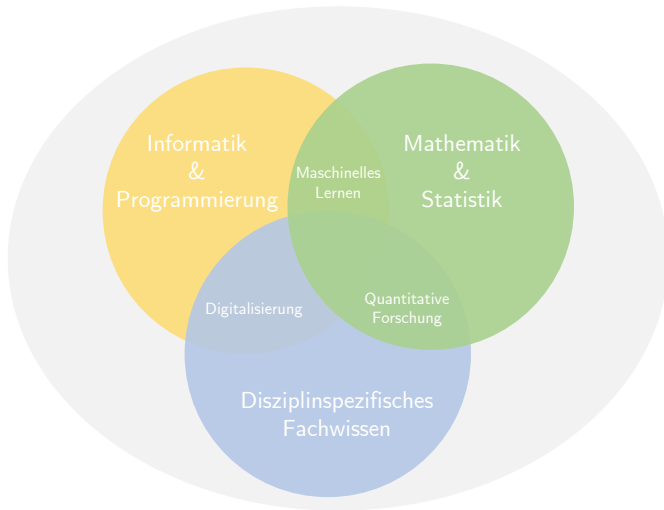 Informatik
&
Programmierung
Mathematik
&
Statistik
Maschinelles
Lernen
Digitalisierung
Quantitative
Forschung
Disziplinspezifisches
Fachwissen